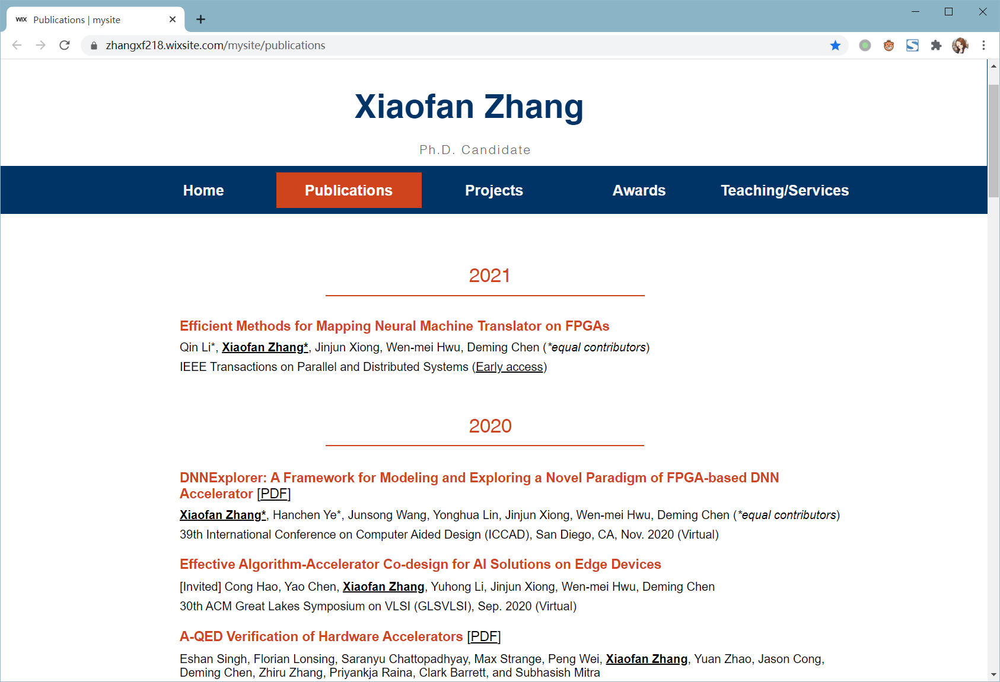 WIX Publications | mysite
zhangxf218.wixsite.com/mysite/publications
Xiaofan Zhang
Ph.D. Candidate
Home Publications Projects Awards Teaching/Services
2021
Efficient Methods for Mapping Neural Machine Translator on FPGAs
Qin Li*, Xiaofan Zhang*, Jinjun Xiong, Wen-mei Hwu, Deming Chen (*equal contributors)
IEEE Transactions on Parallel and Distributed Systems (Early access)
2020
DNNExplorer: A Framework for Modeling and Exploring a Novel Paradigm of FPGA-based DNN
Accelerator [PDF]
Xiaofan Zhang*, Hanchen Ye*, Junsong Wang, Yonghua Lin, Jinjun Xiong, Wen-mei Hwu, Deming Chen (*equal contributors)
39th International Conference on Computer Aided Design (ICCAD), San Diego, CA, Nov. 2020 (Virtual)
Effective Algorithm-Accelerator Co-design for AI Solutions on Edge Devices
[Invited] Cong Hao, Yao Chen, Xiaofan Zhang, Yuhong Li, Jinjun Xiong, Wen-mei Hwu, Deming Chen
30th ACM Great Lakes Symposium on VLSI (GLSVLSI), Sep. 2020 (Virtual)
A-QED Verification of Hardware Accelerators [PDF]
Eshan Singh, Florian Lonsing, Saranyu Chattopadhyay, Max Strange, Peng Wei, Xiaofan Zhang, Yuan Zhao, Jason Cong,
Deming Chen, Zhiru Zhang, Priyankja Raina, Clark Barrett, and Subhasish Mitra